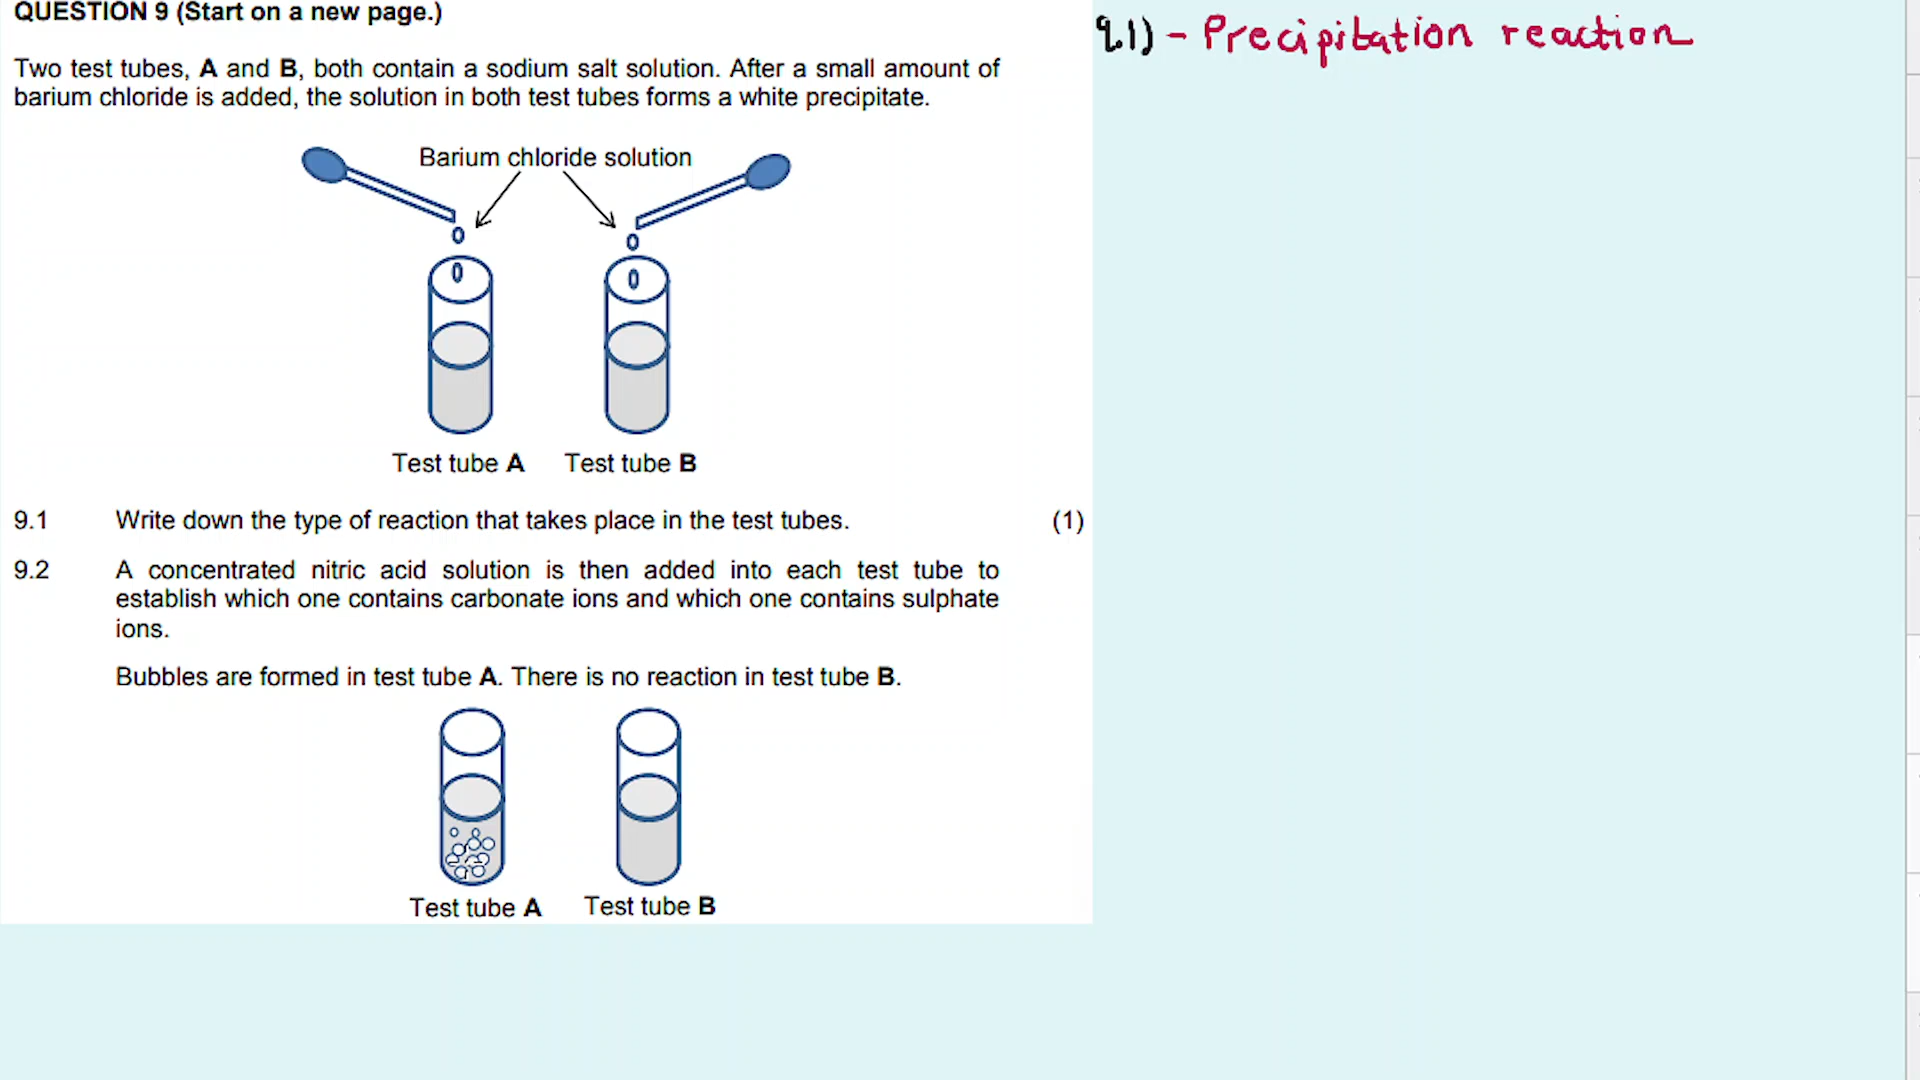 QUESTION 9 (Start on a new page.)
Two test tubes, A and B, both contain a sodium salt solution. After a small amount of
barium chloride is added, the solution in both test tubes forms a white precipitate.
Barium chloride solution
Test tube A Test tube B
9.1 Write down the type of reaction that takes place in the test tubes. (1)
9.2 A concentrated nitric acid solution is then added into each test tube to
establish which one contains carbonate ions and which one contains sulphate
ions.
Bubbles are formed in test tube A. There is no reaction in test tube B.
Test tube A Test tube B
9.1) - Precipitation reaction